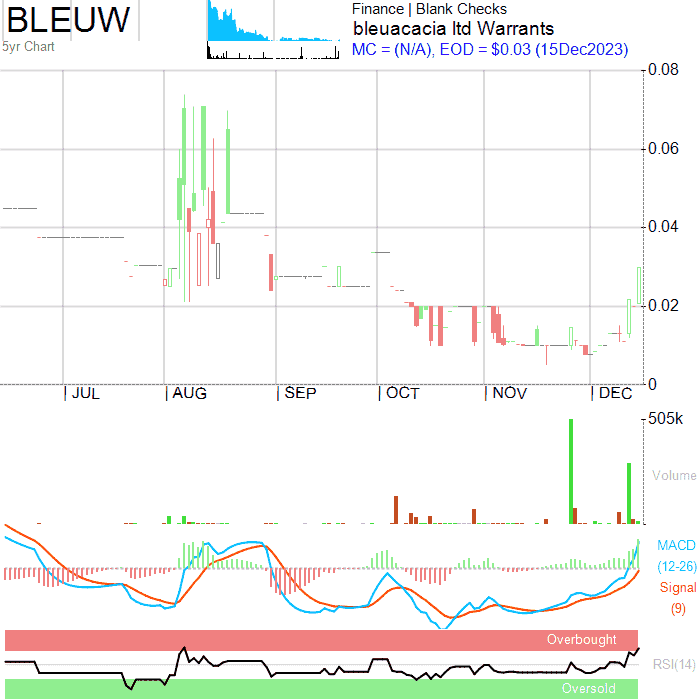 BLEUW
5yr Chart
Finance | Blank Checks
bleuacacia ltd Warrants
MC = (N/A), EOD = $0.03 (15Dec2023)
0.08
0.06
0.04
0.02
0
| JUL | AUG | SEP | OCT | NOV | DEC
505k
Volume
MACD
(12-26)
Signal
(9)
Overbought
RSI(14)
Oversold